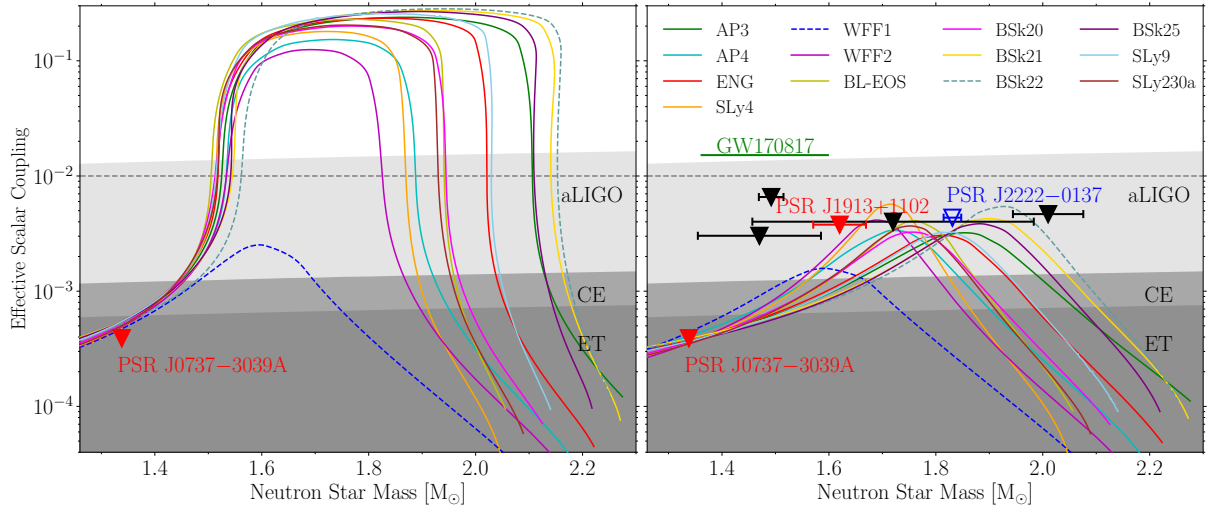 Effective Scalar Coupling
10⁻¹
10⁻²
10⁻³
10⁻⁴
aLIGO
CE
ET
PSR J0737−3039A
1.4 1.6 1.8 2.0 2.2
Neutron Star Mass [M⊙]
AP3 WFF1 BSk20 BSk25
AP4 WFF2 BSk21 SLy9
ENG BL-EOS BSk22 SLy230a
SLy4
GW170817
aLIGO
PSR J1913+1102
PSR J2222−0137
CE
ET
PSR J0737−3039A
1.4 1.6 1.8 2.0 2.2
Neutron Star Mass [M⊙]